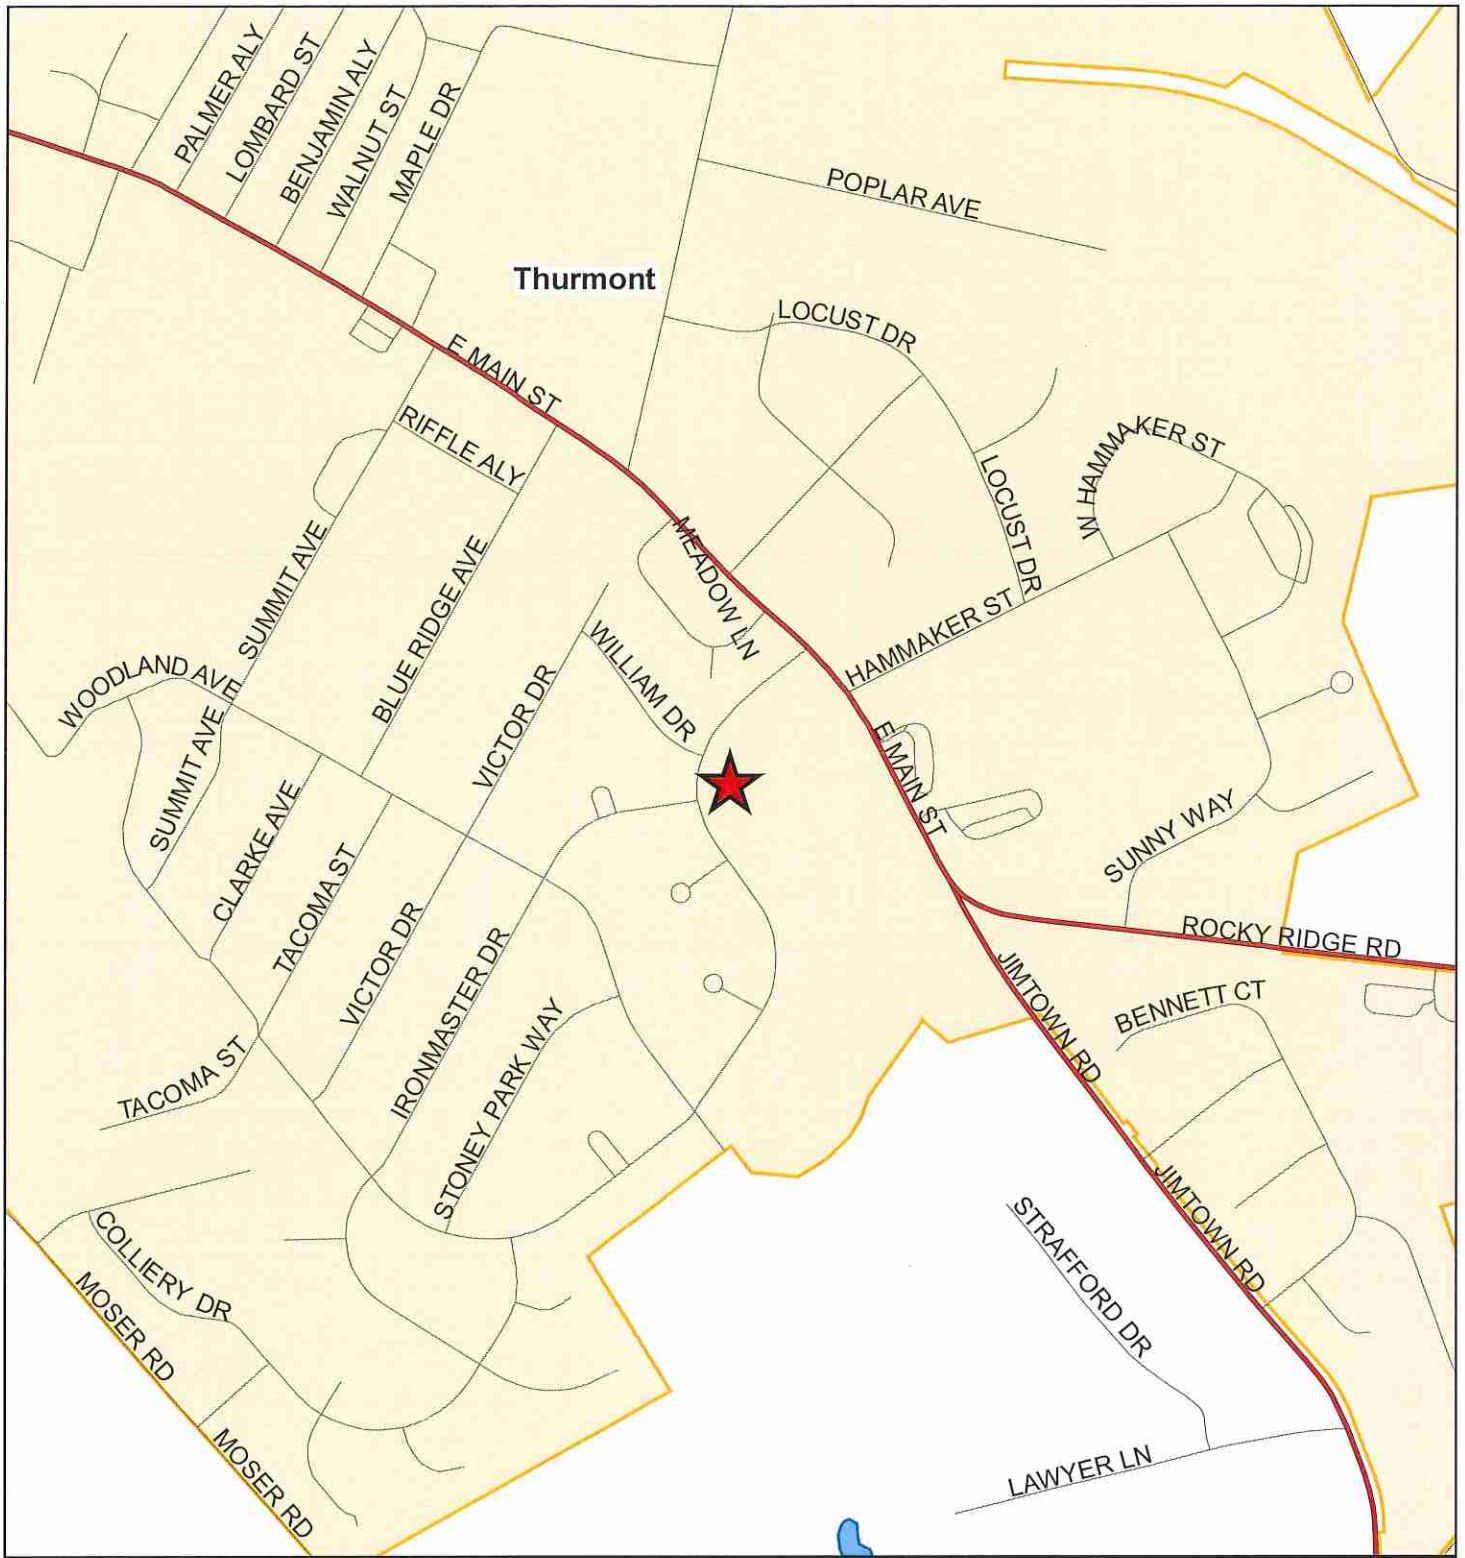 PALMER ALY
LOMBARD ST
BENJAMIN ALY
WALNUT ST
MAPLE DR
POPLAR AVE
Thurmont
LOCUST DR
E MAIN ST
RIFFLE ALY
W HAMMAKER ST
LOCUST DR
SUMMIT AVE
BLUE RIDGE AVE
MEADOW LN
HAMMAKER ST
WOODLAND AVE
WILLIAM DR
VICTOR DR
SUMMIT AVE
E MAIN ST
CLARKE AVE
SUNNY WAY
TACOMA ST
VICTOR DR
IRONMASTER DR
ROCKY RIDGE RD
JIMTOWN RD
BENNETT CT
STONEY PARK WAY
TACOMA ST
JIMTOWN RD
STRAFFORD DR
COLLIERY DR
MOSER RD
MOSER RD
LAWYER LN